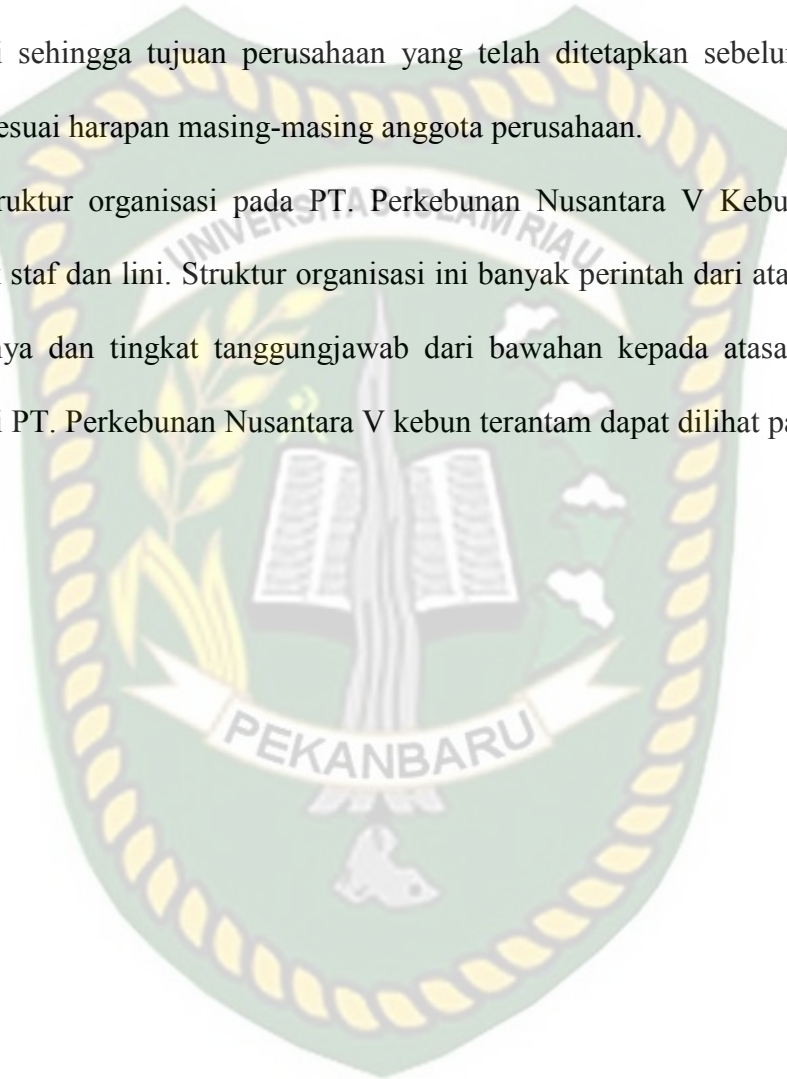 i sehingga tujuan perusahaan yang telah ditetapkan sebelu
esuai harapan masing-masing anggota perusahaan.
ruktur organisasi pada PT. Perkebunan Nusantara V Kebu
staf dan lini. Struktur organisasi ini banyak perintah dari ata
nya dan tingkat tanggungjawab dari bawahan kepada atasa
i PT. Perkebunan Nusantara V kebun terantam dapat dilihat pa
UNIVERSITAS ISLAM RIAU
PEKANBARU